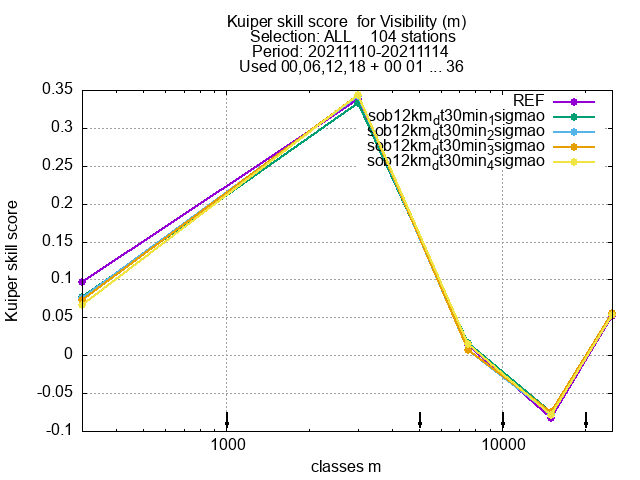 Kuiper skill score  for Visibility (m)
Selection: ALL    104 stations
Period: 20211110-20211114
Used 00,06,12,18 + 00 01 ... 36
0.35
0.3
0.25
0.2
0.15
0.1
0.05
0
-0.05
-0.1
Kuiper skill score
REF
sob12km_dt30min_1sigmao
sob12km_dt30min_2sigmao
sob12km_dt30min_3sigmao
sob12km_dt30min_4sigmao
1000
10000
classes m